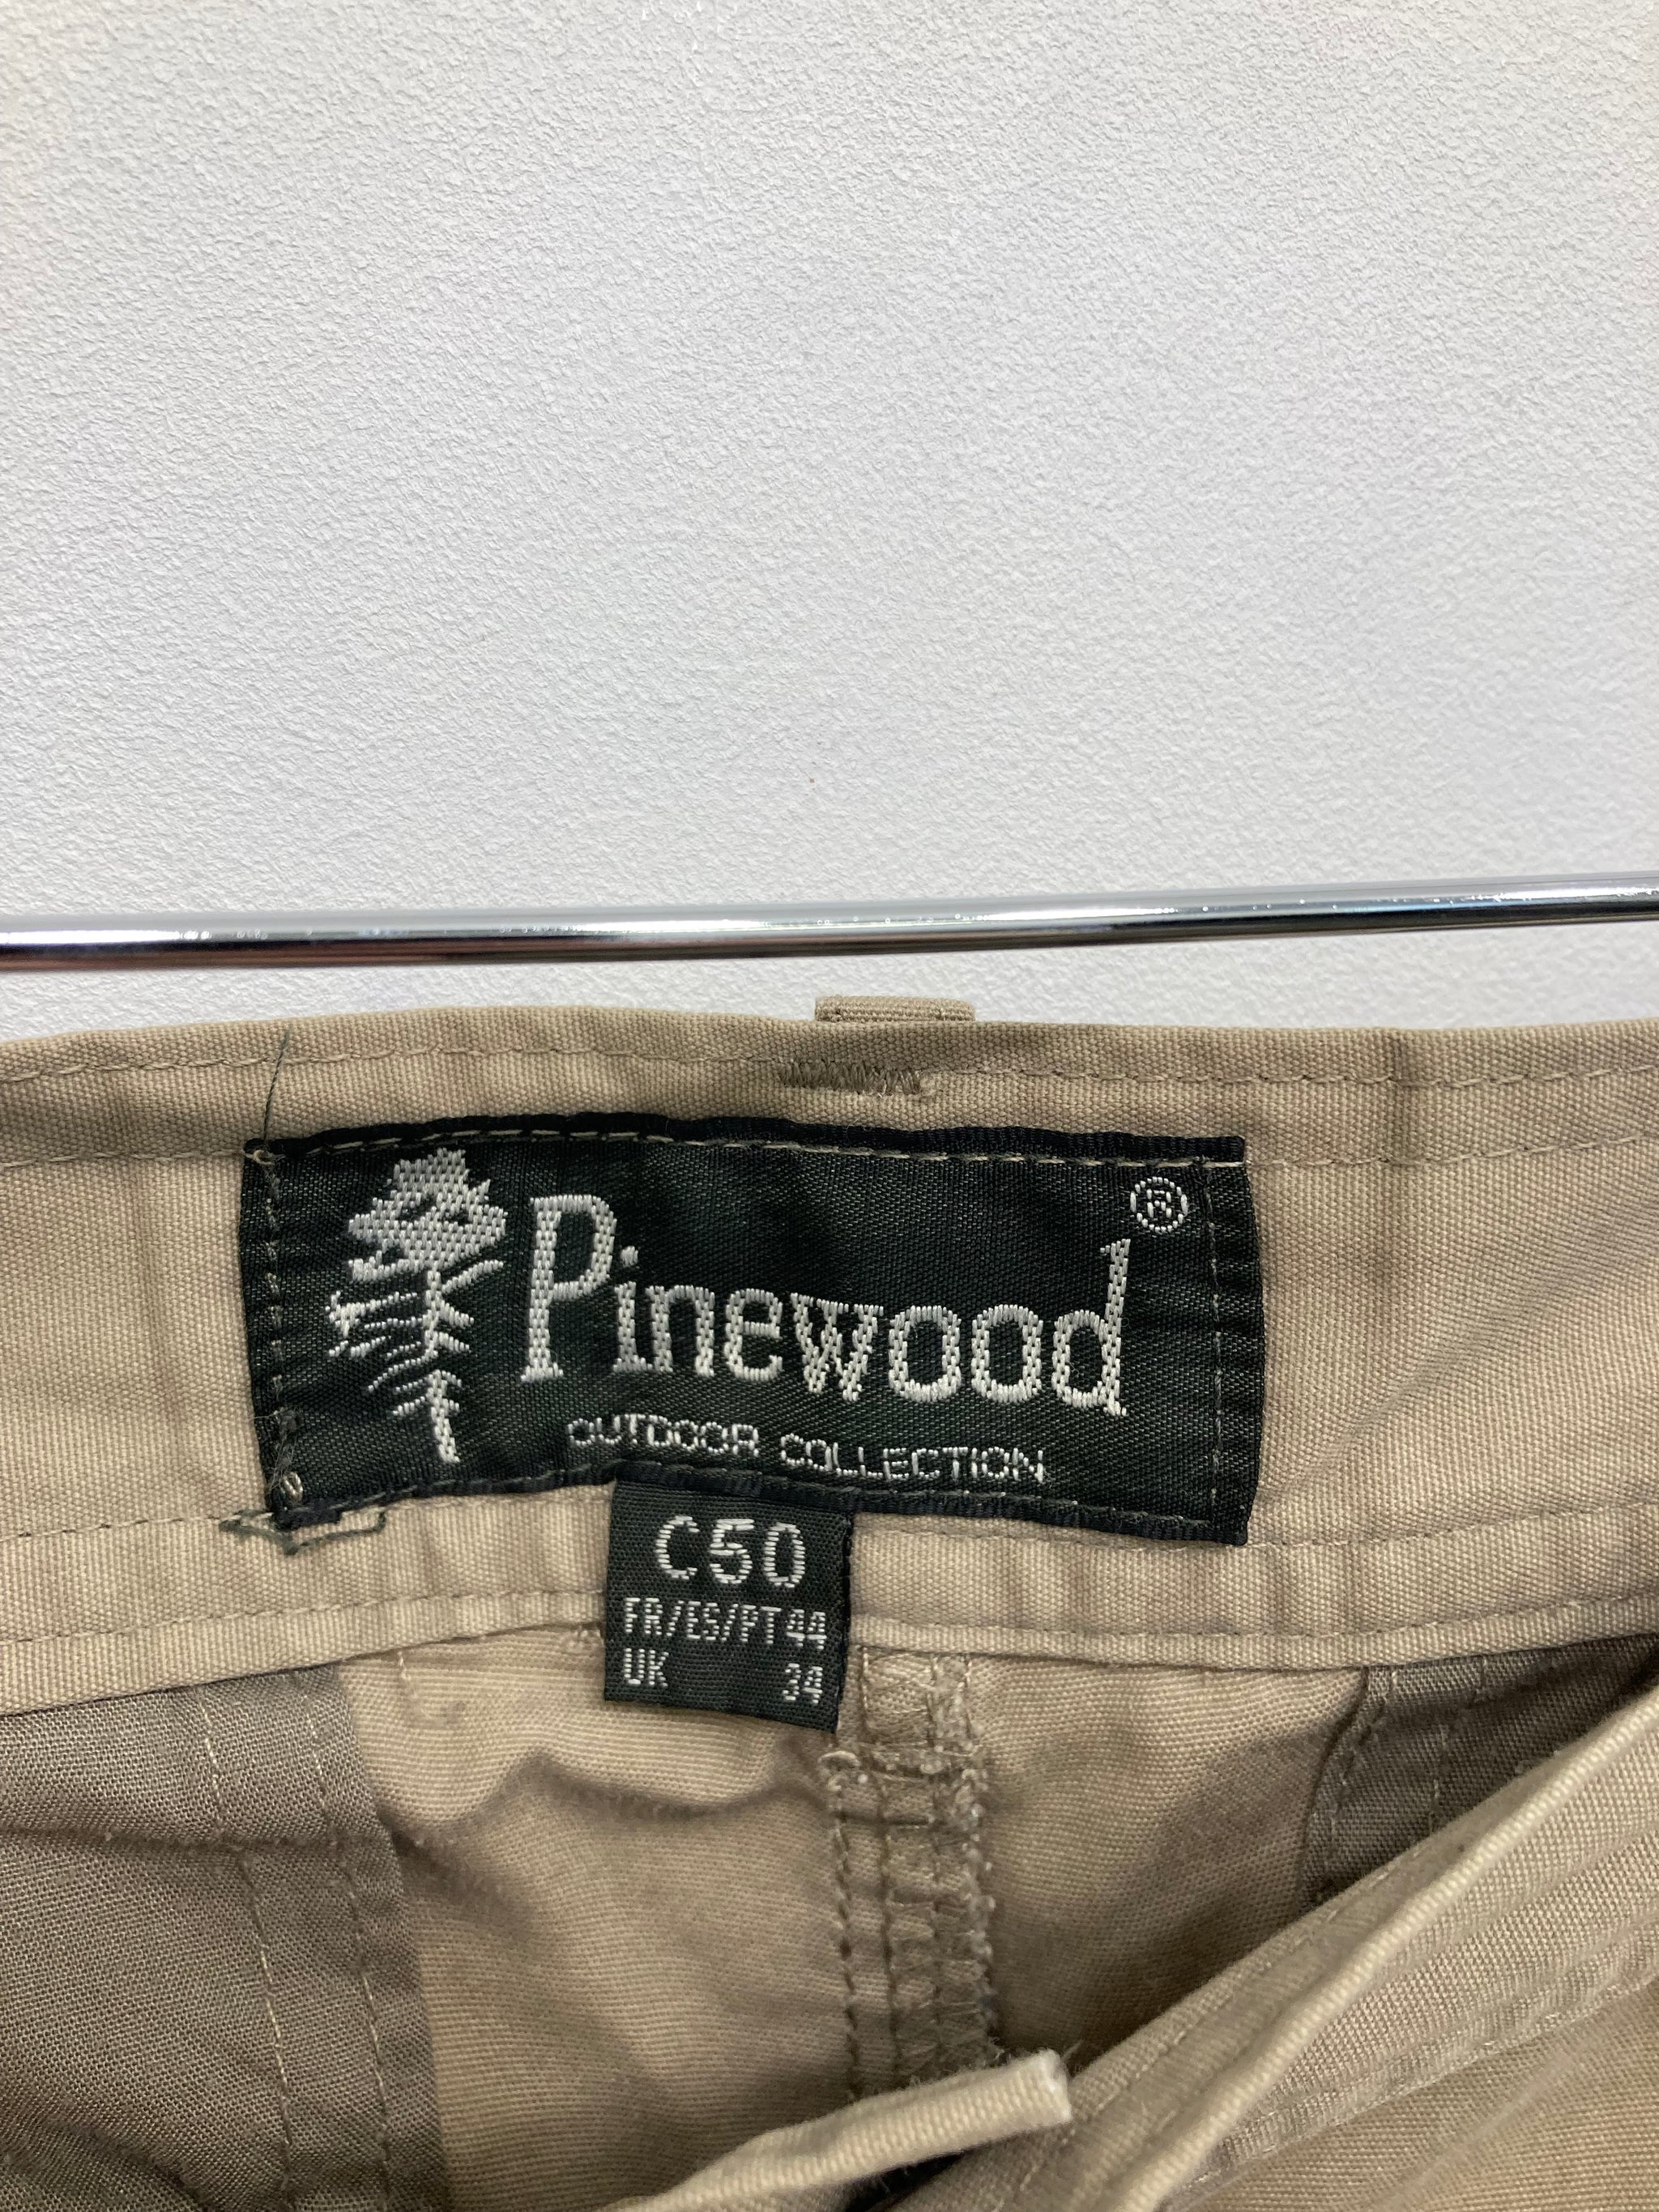 Pinewood®
OUTDOOR COLLECTION
C50
FR/ES/PT 44
UK 34